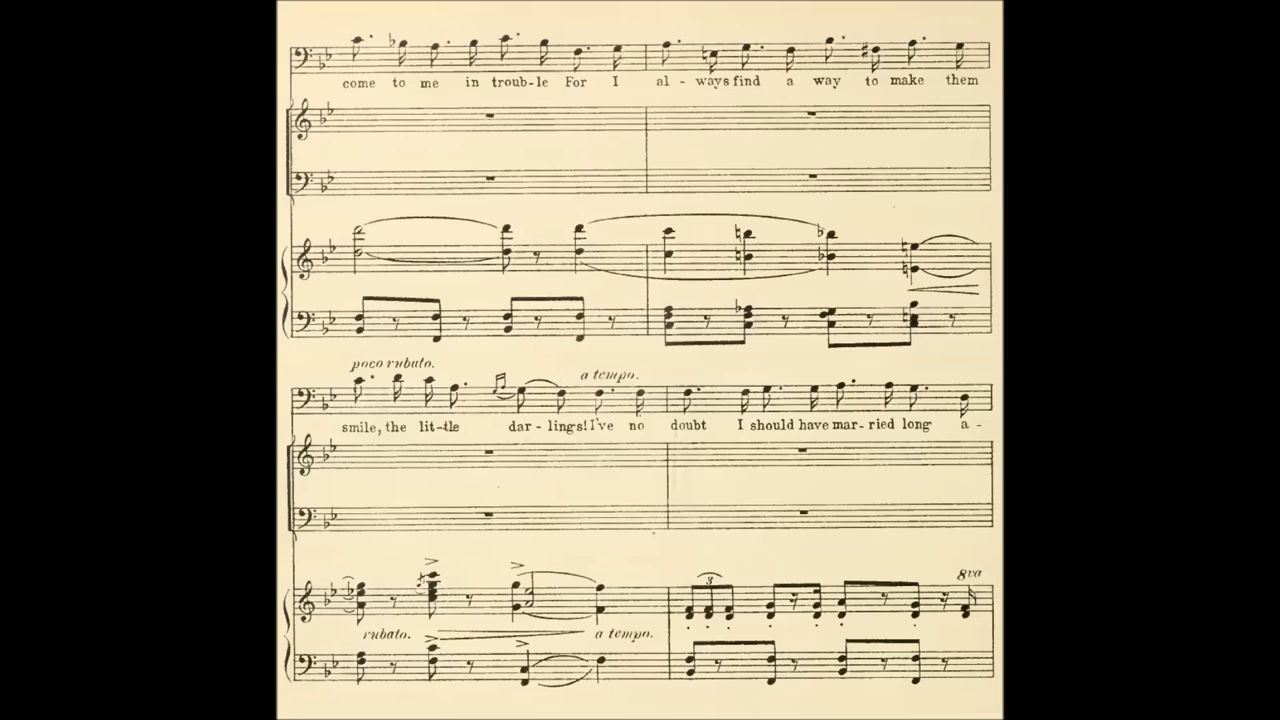 come to me in troub-le For I al - ways find a way to make them
poco rubato.
a tempo.
smile, the lit-tle dar - lings! I've no doubt I should have mar-ried long a -
3
8va
rubato.
a tempo.